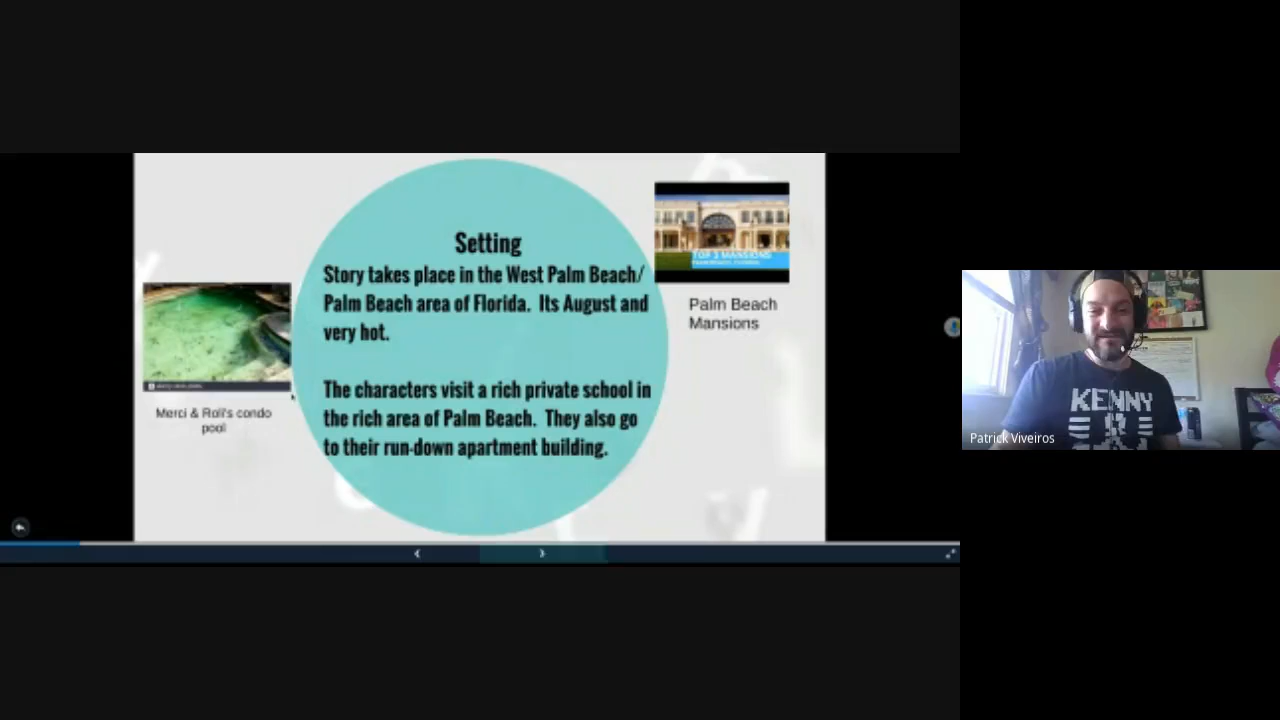 Setting
Story takes place in the West Palm Beach/
Palm Beach area of Florida. Its August and
very hot.
The characters visit a rich private school in
the rich area of Palm Beach. They also go
to their run-down apartment building.
Merci & Roli's condo
pool
TOP 3 MANSIONS
Palm Beach
Mansions
KENNY
Patrick Viveiros